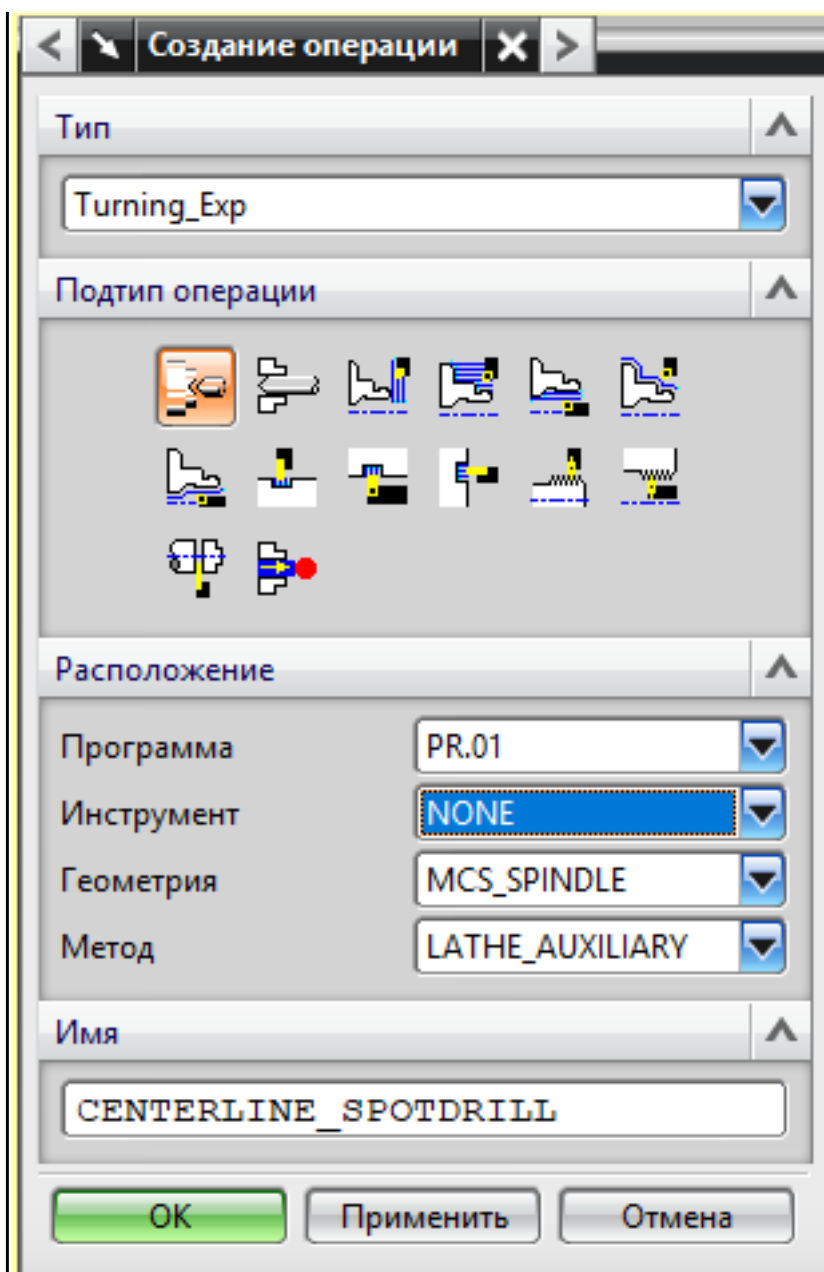 Создание операции
Тип
Turning_Exp
Подтип операции
Расположение
Программа PR.01
Инструмент NONE
Геометрия MCS_SPINDLE
Метод LATHE_AUXILIARY
Имя
CENTERLINE_SPOTDRILL
OK Применить Отмена